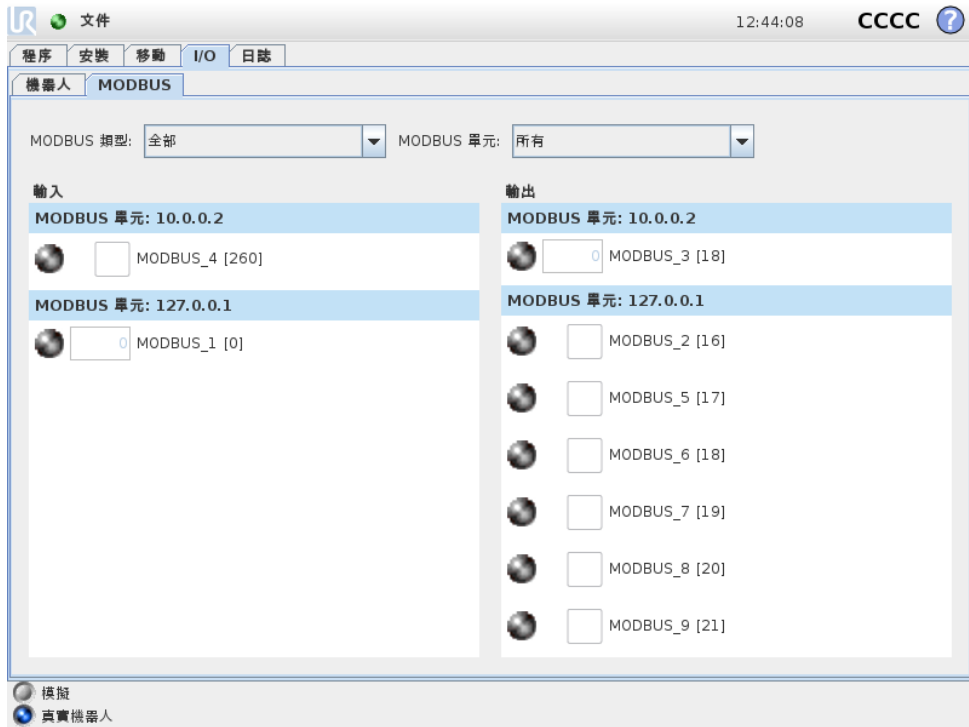 UR 文件 12:44:08 CCCC ?
程序 安裝 移動 I/O 日誌
機器人 MODBUS
MODBUS 類型: 全部 MODBUS 單元: 所有
輸入
MODBUS 單元: 10.0.0.2
MODBUS_4 [260]
MODBUS 單元: 127.0.0.1
0 MODBUS_1 [0]
輸出
MODBUS 單元: 10.0.0.2
0 MODBUS_3 [18]
MODBUS 單元: 127.0.0.1
MODBUS_2 [16]
MODBUS_5 [17]
MODBUS_6 [18]
MODBUS_7 [19]
MODBUS_8 [20]
MODBUS_9 [21]
模擬
真實機器人